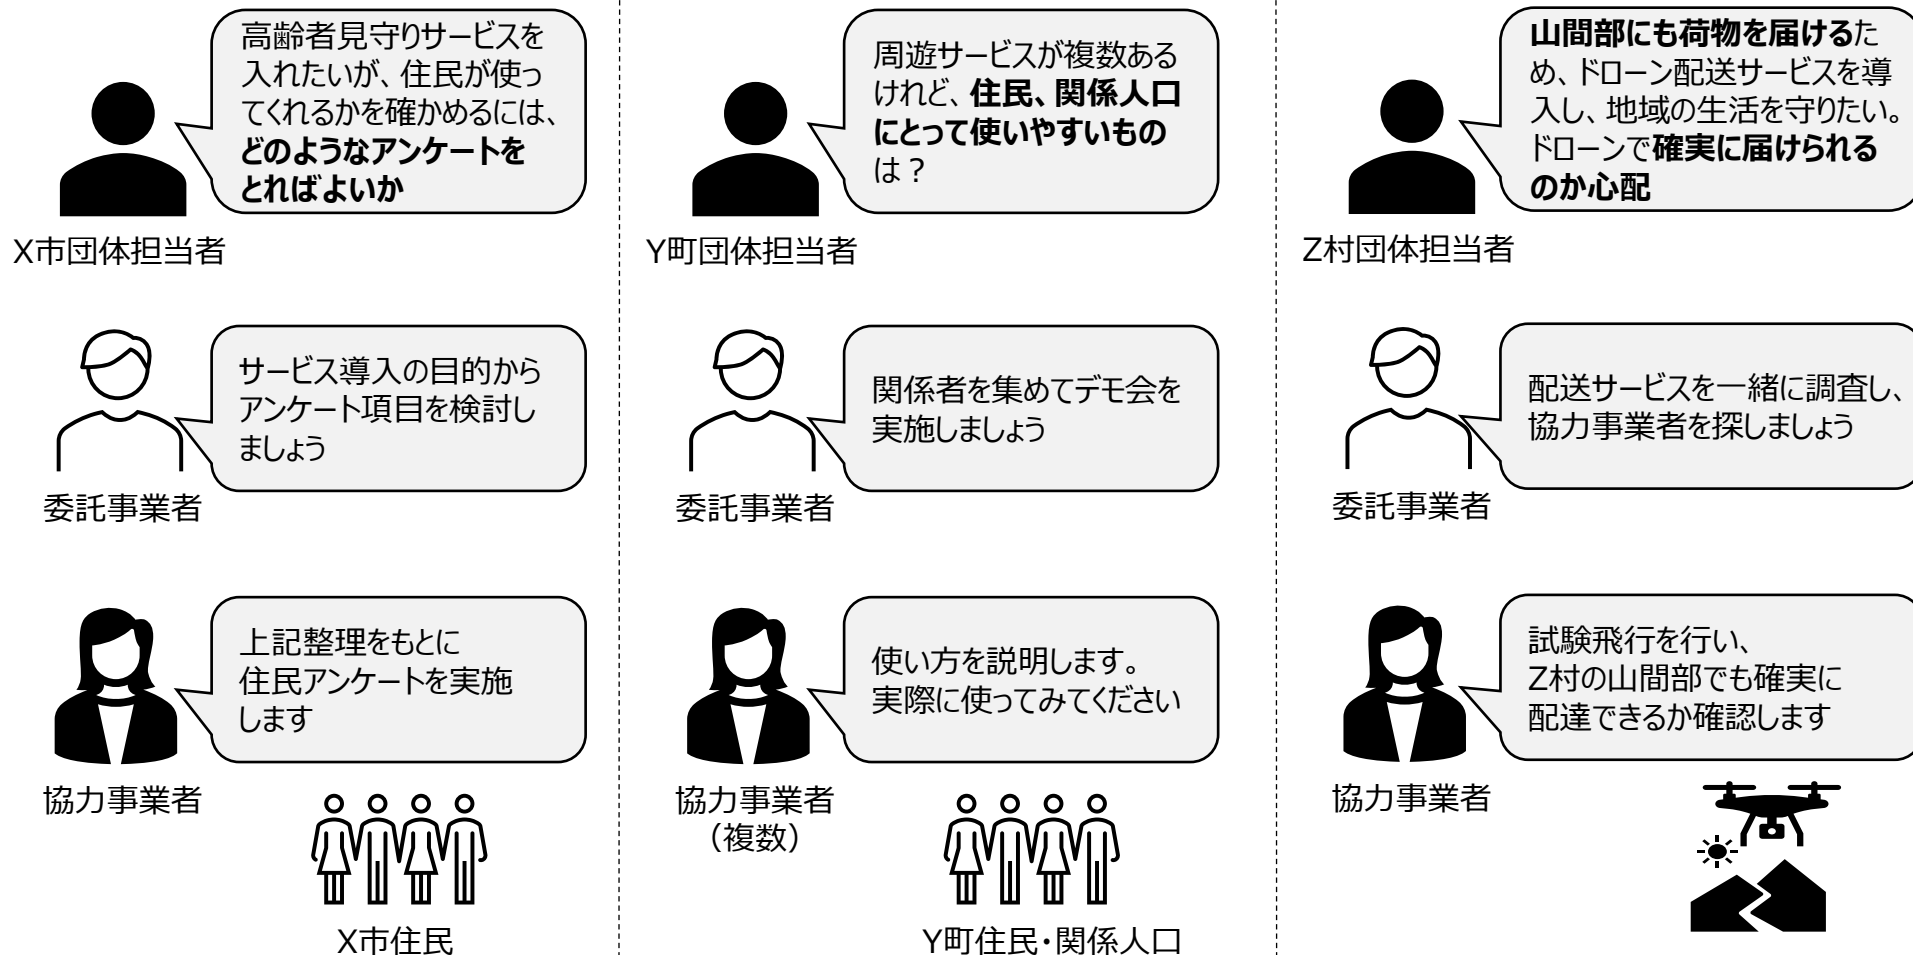 高齢者見守りサービスを
入れたいが、住民が使っ
てくれるかを確かめるには、
どのようなアンケートを
とればよいか
X市団体担当者
サービス導入の目的から
アンケート項目を検討し
ましょう
委託事業者
上記整理をもとに
住民アンケートを実施
します
協力事業者
X市住民
周遊サービスが複数ある
けれど、住民、関係人口
にとって使いやすいもの
は？
Y町団体担当者
関係者を集めてデモ会を
実施しましょう
委託事業者
使い方を説明します。
実際に使ってみてください
協力事業者
（複数）
Y町住民・関係人口
山間部にも荷物を届けるた
め、ドローン配送サービスを導
入し、地域の生活を守りたい。
ドローンで確実に届けられる
のか心配
Z村団体担当者
配送サービスを一緒に調査し、
協力事業者を探しましょう
委託事業者
試験飛行を行い、
Z村の山間部でも確実に
配達できるか確認します
協力事業者